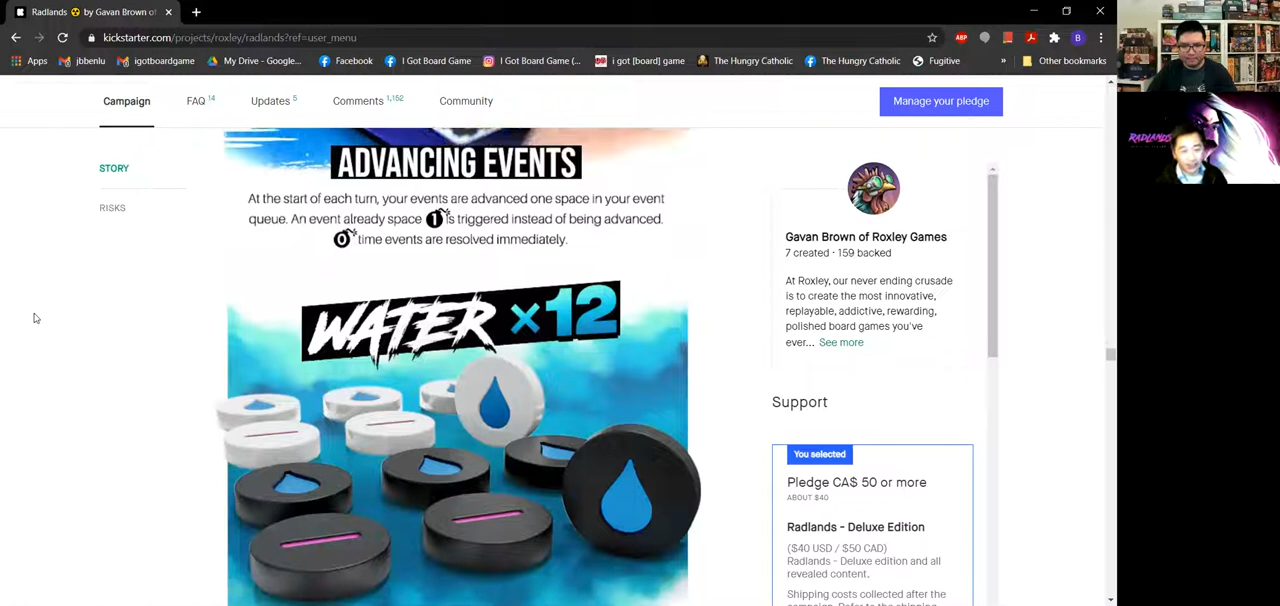 Radlands ☢ by Gavan Brown of
kickstarter.com/projects/roxley/radlands?ref=user_menu
ABP
B
Apps
jbbenlu
igotboardgame
My Drive - Google...
Facebook
I Got Board Game
I Got Board Game (...
i got [board] game
The Hungry Catholic
The Hungry Catholic
Fugitive
»
Other bookmarks
Campaign
FAQ 14
Updates 5
Comments 1,152
Community
Manage your pledge
STORY
RISKS
ADVANCING EVENTS
At the start of each turn, your events are advanced one space in your event
queue. An event already space 1 is triggered instead of being advanced.
0 time events are resolved immediately.
WATER ×12
Gavan Brown of Roxley Games
7 created · 159 backed
At Roxley, our never ending crusade
is to create the most innovative,
replayable, addictive, rewarding,
polished board games you've
ever... See more
Support
You selected
Pledge CA$ 50 or more
ABOUT $40
Radlands - Deluxe Edition
($40 USD / $50 CAD)
Radlands - Deluxe edition and all
revealed content.
Shipping costs collected after the
campaign. Refer to the shipping
RADLANDS